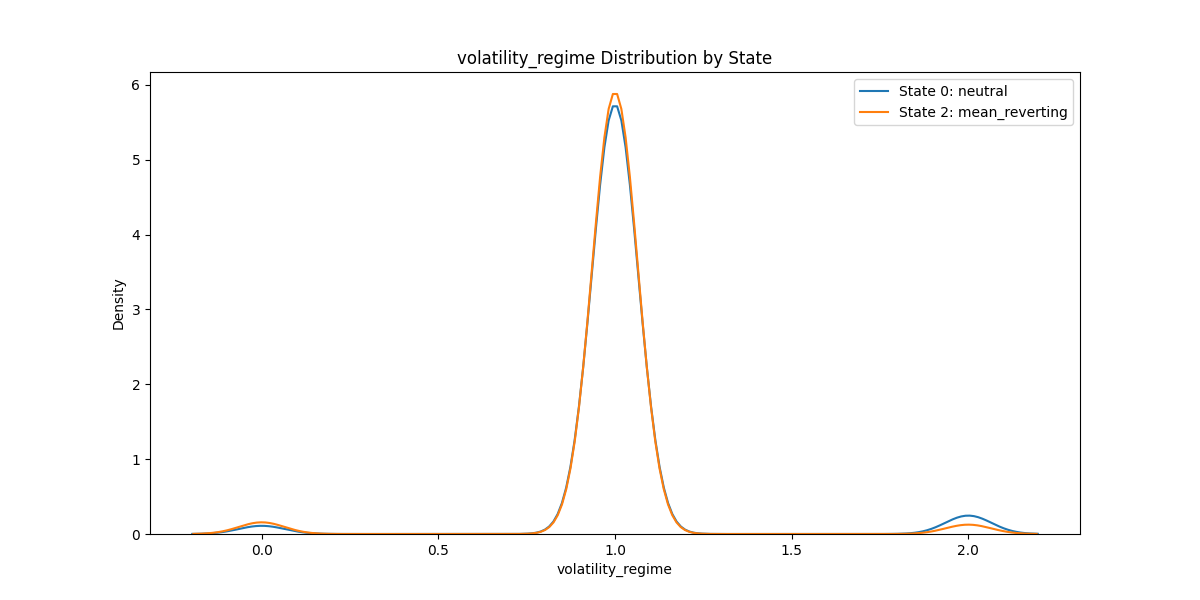 volatility_regime Distribution by State
State 0: neutral
State 2: mean_reverting
6
5
4
3
2
1
0
Density
0.0 0.5 1.0 1.5 2.0
volatility_regime